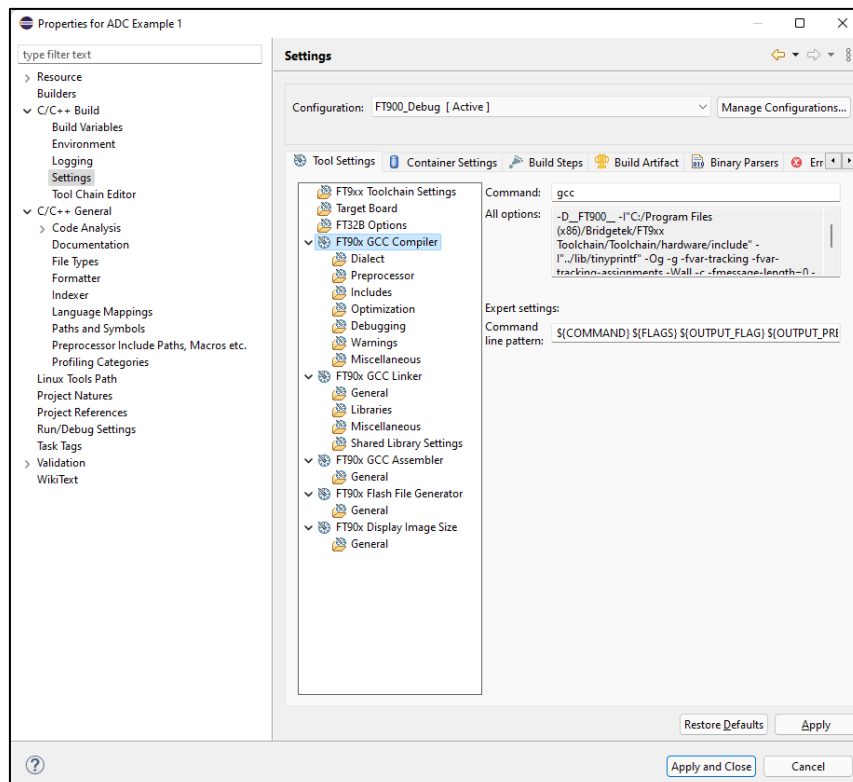 Properties for ADC Example 1
type filter text
Resource
Builders
C/C++ Build
Build Variables
Environment
Logging
Settings
Tool Chain Editor
C/C++ General
Code Analysis
Documentation
File Types
Formatter
Indexer
Language Mappings
Paths and Symbols
Preprocessor Include Paths, Macros etc.
Profiling Categories
Linux Tools Path
Project Natures
Project References
Run/Debug Settings
Task Tags
Validation
WikiText
Settings
Configuration: FT900_Debug [ Active ]
Manage Configurations...
Tool Settings Container Settings Build Steps Build Artifact Binary Parsers Err
FT9xx Toolchain Settings
Target Board
FT32B Options
FT90x GCC Compiler
Dialect
Preprocessor
Includes
Optimization
Debugging
Warnings
Miscellaneous
FT90x GCC Linker
General
Libraries
Miscellaneous
Shared Library Settings
FT90x GCC Assembler
General
FT90x Flash File Generator
General
FT90x Display Image Size
General
Command: gcc
All options: -D__FT900__ -I"C:/Program Files
(x86)/Bridgetek/FT9xx
Toolchain/Toolchain/hardware/include" -
I"../lib/tinyprintf" -Og -g -fvar-tracking -fvar-
tracking-assignments -Wall -c -fmessage-length=0 -
Expert settings:
Command
line pattern: ${COMMAND} ${FLAGS} ${OUTPUT_FLAG} ${OUTPUT_PRE
Restore Defaults Apply
Apply and Close Cancel